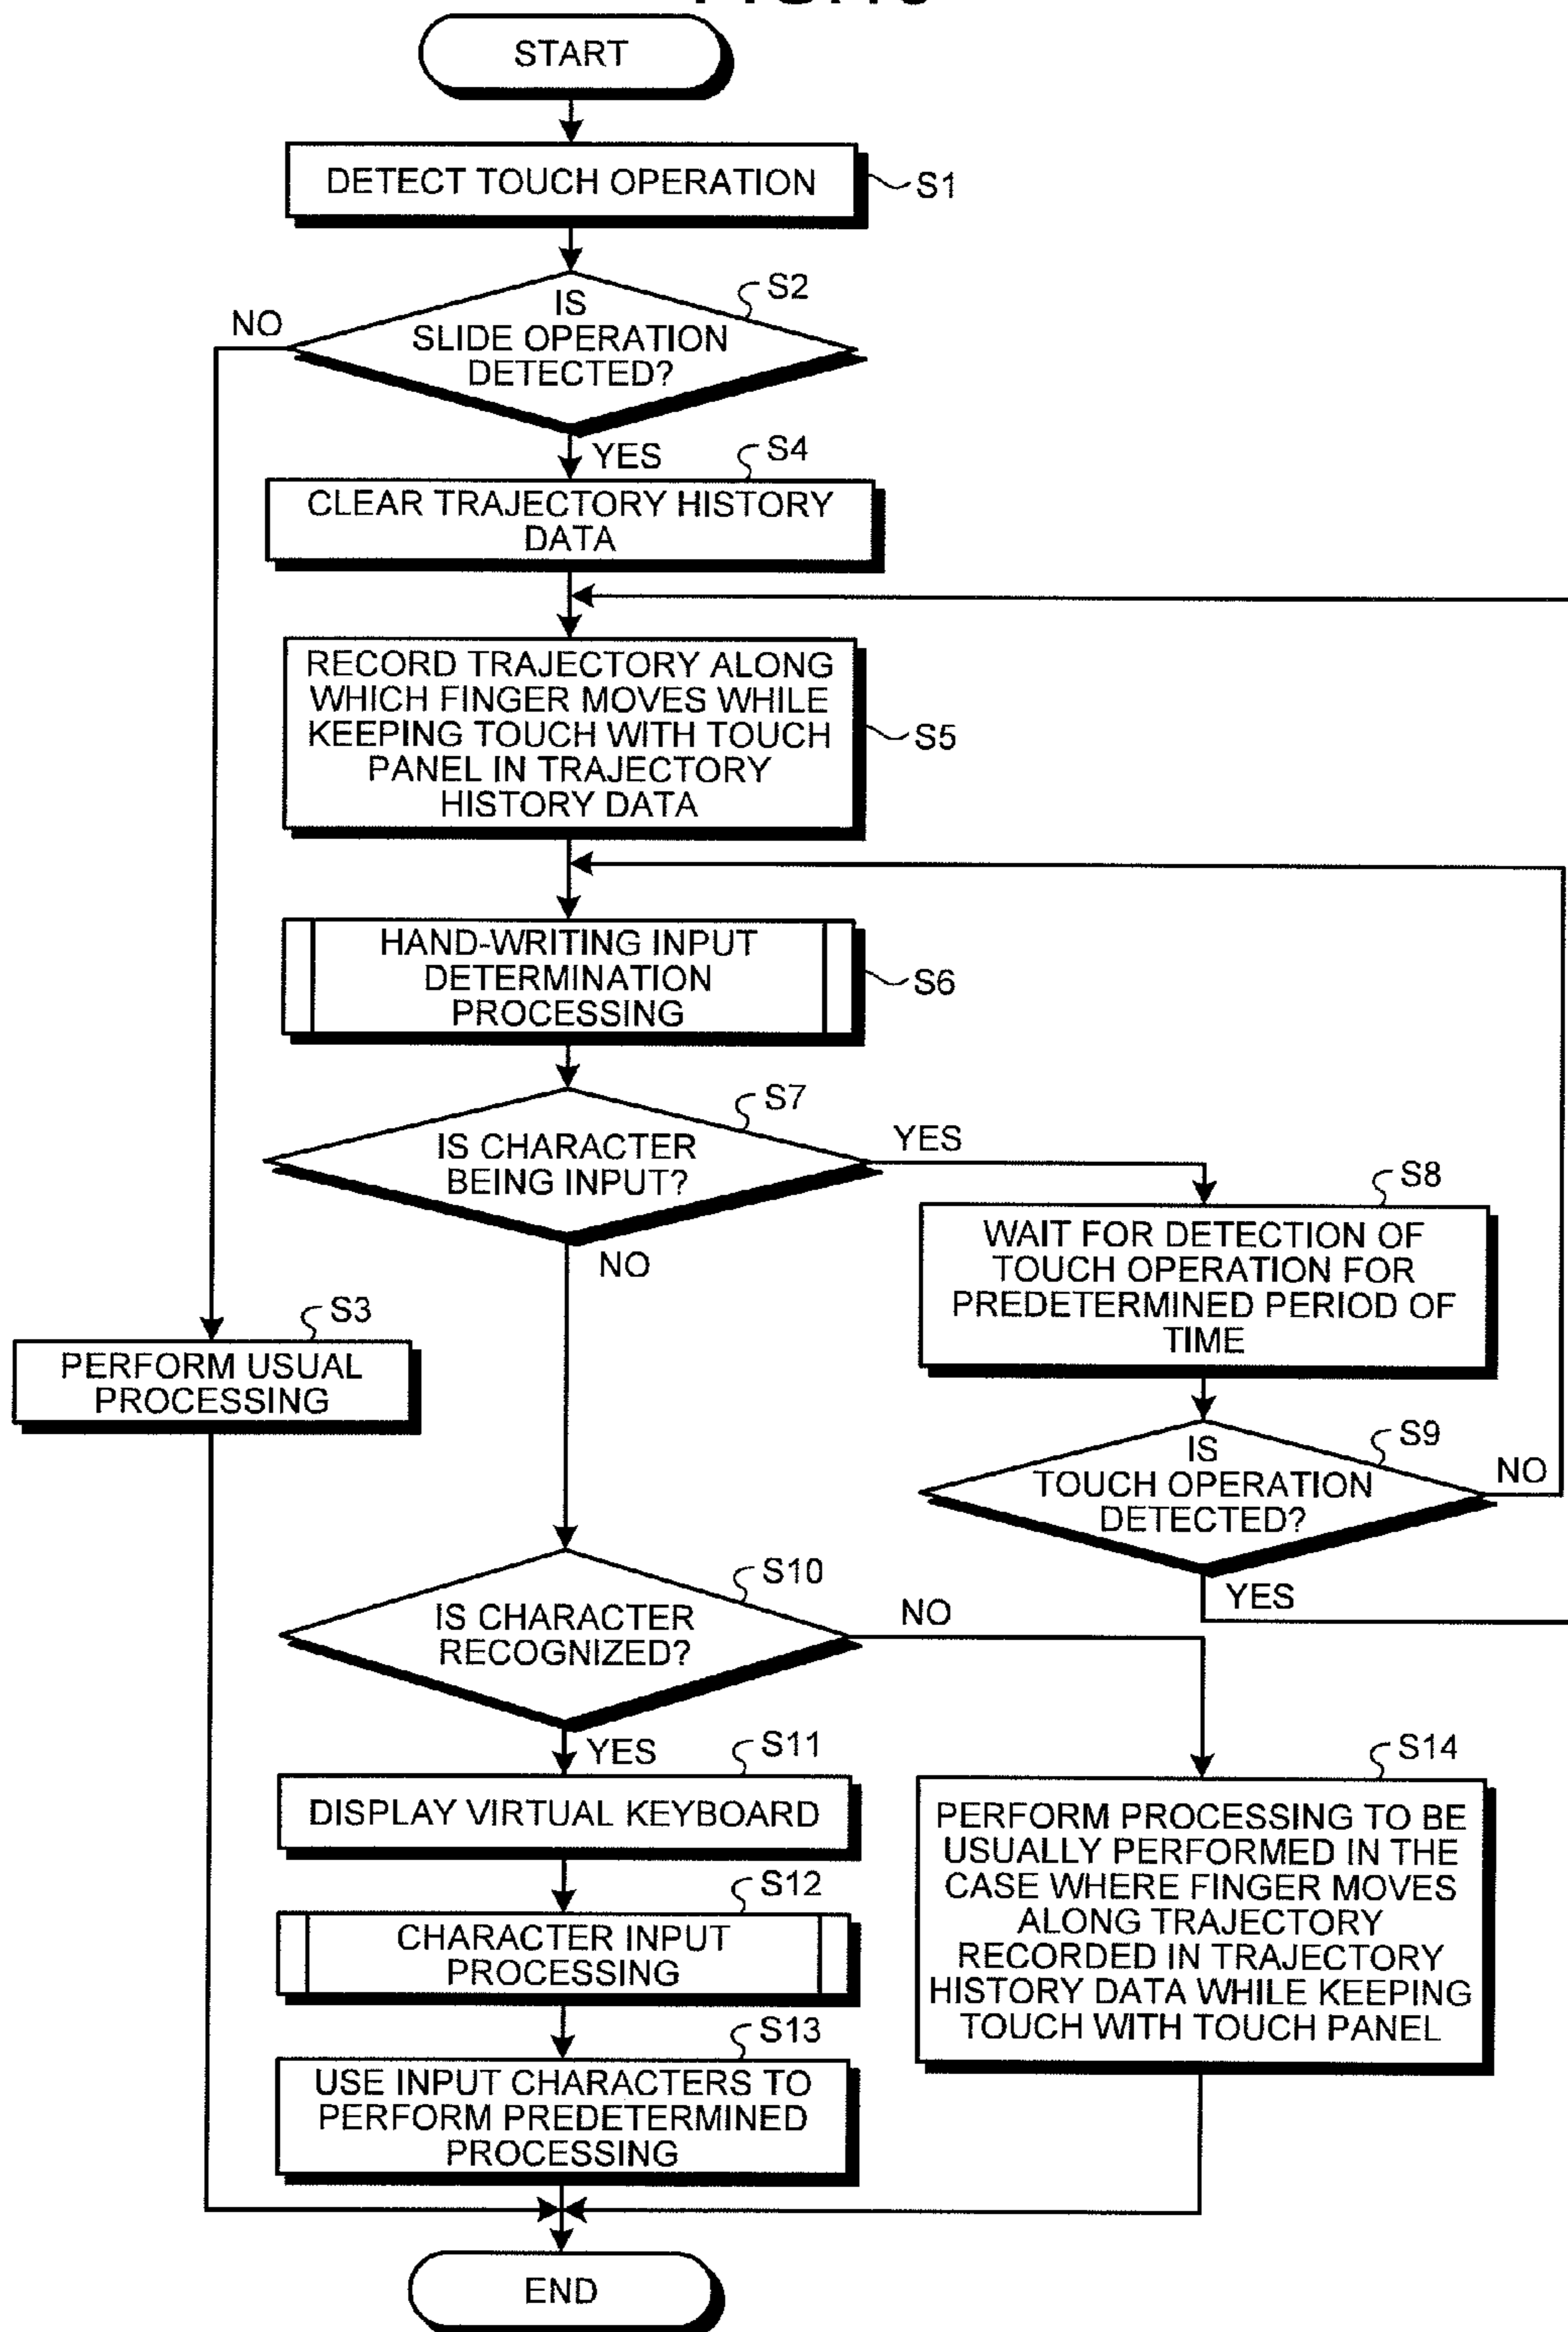 START
DETECT TOUCH OPERATION
S1
S2
IS
SLIDE OPERATION
DETECTED?
NO
YES
S4
CLEAR TRAJECTORY HISTORY
DATA
RECORD TRAJECTORY ALONG
WHICH FINGER MOVES WHILE
KEEPING TOUCH WITH TOUCH
PANEL IN TRAJECTORY
HISTORY DATA
S5
HAND-WRITING INPUT
DETERMINATION
PROCESSING
S6
S7
IS CHARACTER
BEING INPUT?
YES
NO
S8
WAIT FOR DETECTION OF
TOUCH OPERATION FOR
PREDETERMINED PERIOD OF
TIME
S3
PERFORM USUAL
PROCESSING
S9
IS
TOUCH OPERATION
DETECTED?
NO
YES
S10
IS CHARACTER
RECOGNIZED?
NO
YES
S11
DISPLAY VIRTUAL KEYBOARD
S12
CHARACTER INPUT
PROCESSING
S13
USE INPUT CHARACTERS TO
PERFORM PREDETERMINED
PROCESSING
S14
PERFORM PROCESSING TO BE
USUALLY PERFORMED IN THE
CASE WHERE FINGER MOVES
ALONG TRAJECTORY
RECORDED IN TRAJECTORY
HISTORY DATA WHILE KEEPING
TOUCH WITH TOUCH PANEL
END